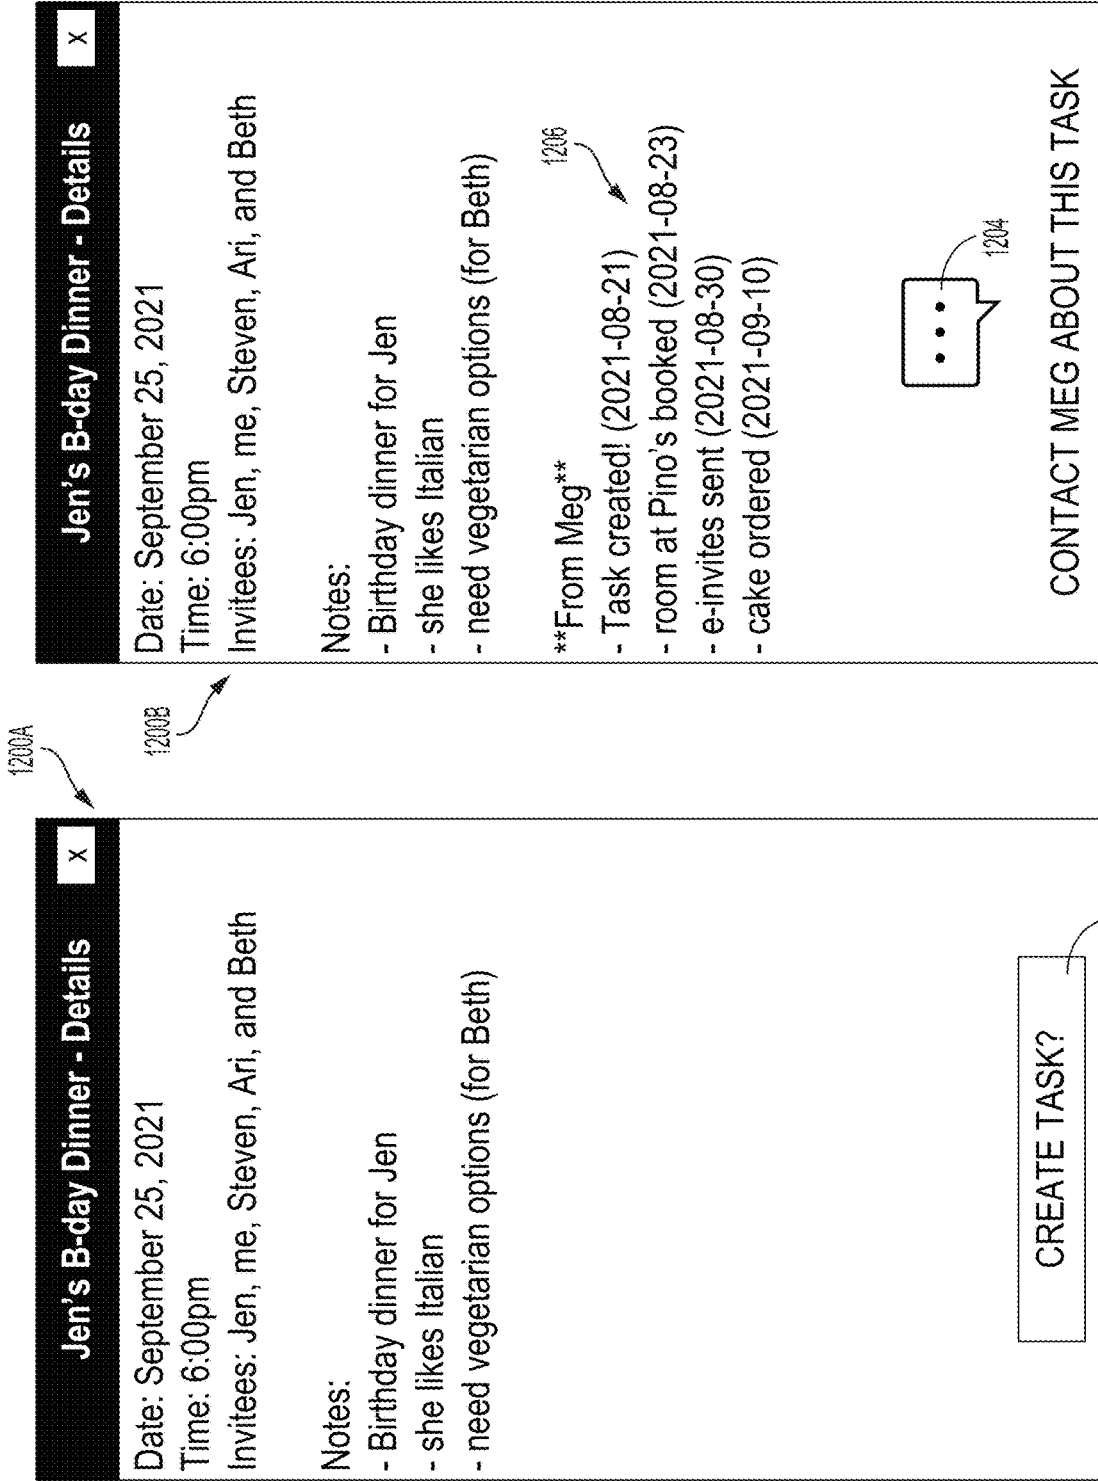 1200A
Jen's B-day Dinner - Details
X
Date: September 25, 2021
Time: 6:00pm
Invitees: Jen, me, Steven, Ari, and Beth
Notes:
- Birthday dinner for Jen
- she likes Italian
- need vegetarian options (for Beth)
CREATE TASK?
1200B
Jen's B-day Dinner - Details
X
Date: September 25, 2021
Time: 6:00pm
Invitees: Jen, me, Steven, Ari, and Beth
Notes:
- Birthday dinner for Jen
- she likes Italian
- need vegetarian options (for Beth)
**From Meg**
- Task created! (2021-08-21)
- room at Pino's booked (2021-08-23)
- e-invites sent (2021-08-30)
- cake ordered (2021-09-10)
1206
1204
CONTACT MEG ABOUT THIS TASK